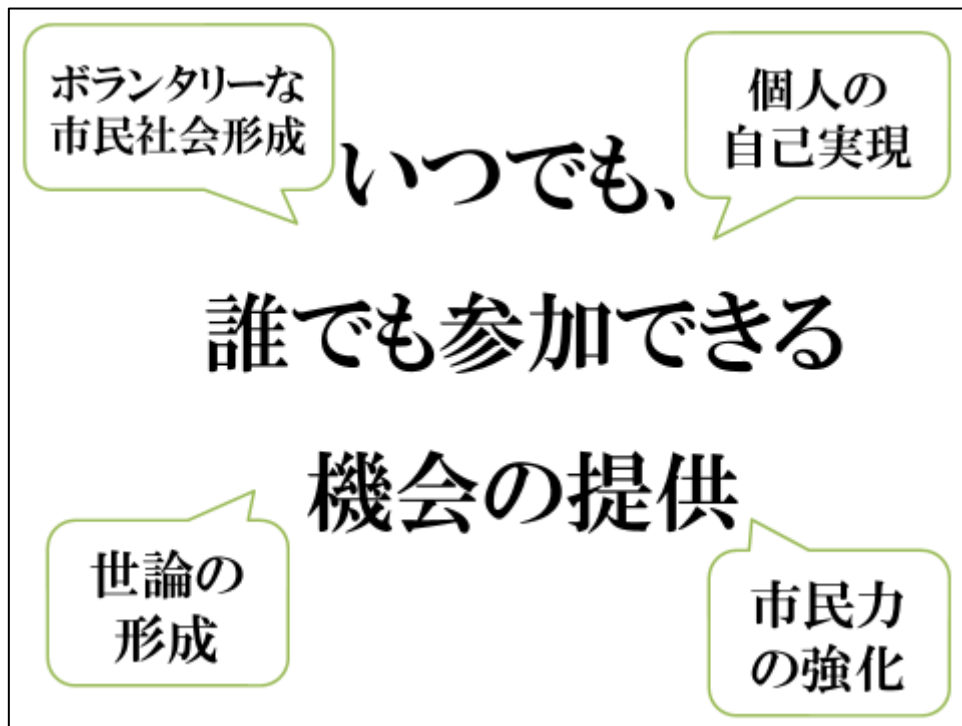 ボランタリーな
市民社会形成
個人の
自己実現
いつでも、
誰でも参加できる
機会の提供
世論の
形成
市民力
の強化